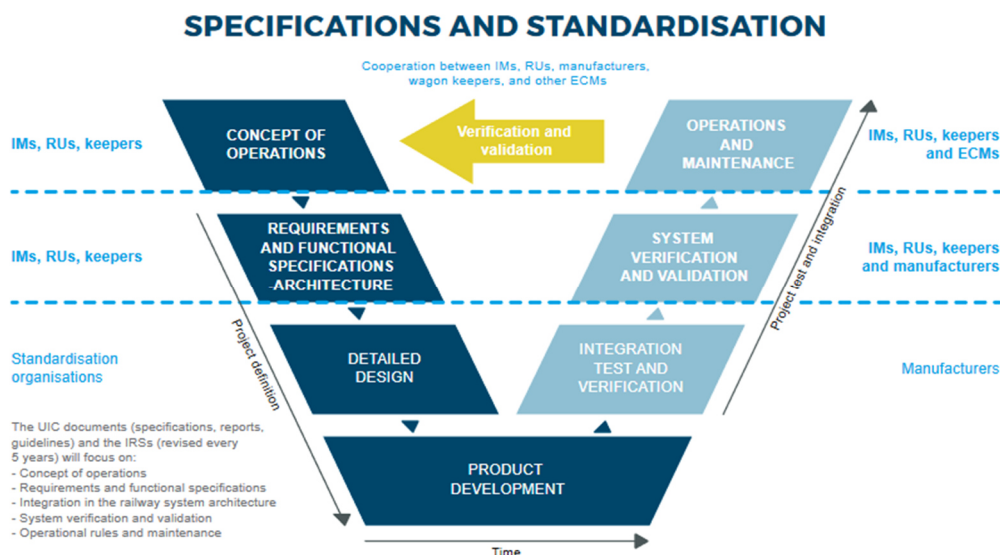 SPECIFICATIONS AND STANDARDISATION
Cooperation between IMs, RUs, manufacturers,
wagon keepers, and other ECMs
IMs, RUs, keepers
CONCEPT OF
OPERATIONS
Verification and
validation
OPERATIONS
AND
MAINTENANCE
IMs, RUs, keepers
and ECMs
IMs, RUs, keepers
REQUIREMENTS
AND FUNCTIONAL
SPECIFICATIONS
-ARCHITECTURE
SYSTEM
VERIFICATION
AND VALIDATION
IMs, RUs, keepers
and manufacturers
Project definition
Project test and integration
Standardisation
organisations
DETAILED
DESIGN
INTEGRATION
TEST AND
VERIFICATION
Manufacturers
The UIC documents (specifications, reports,
guidelines) and the IRSs (revised every
5 years) will focus on:
- Concept of operations
- Requirements and functional specifications
- Integration in the railway system architecture
- System verification and validation
- Operational rules and maintenance
PRODUCT
DEVELOPMENT
Time